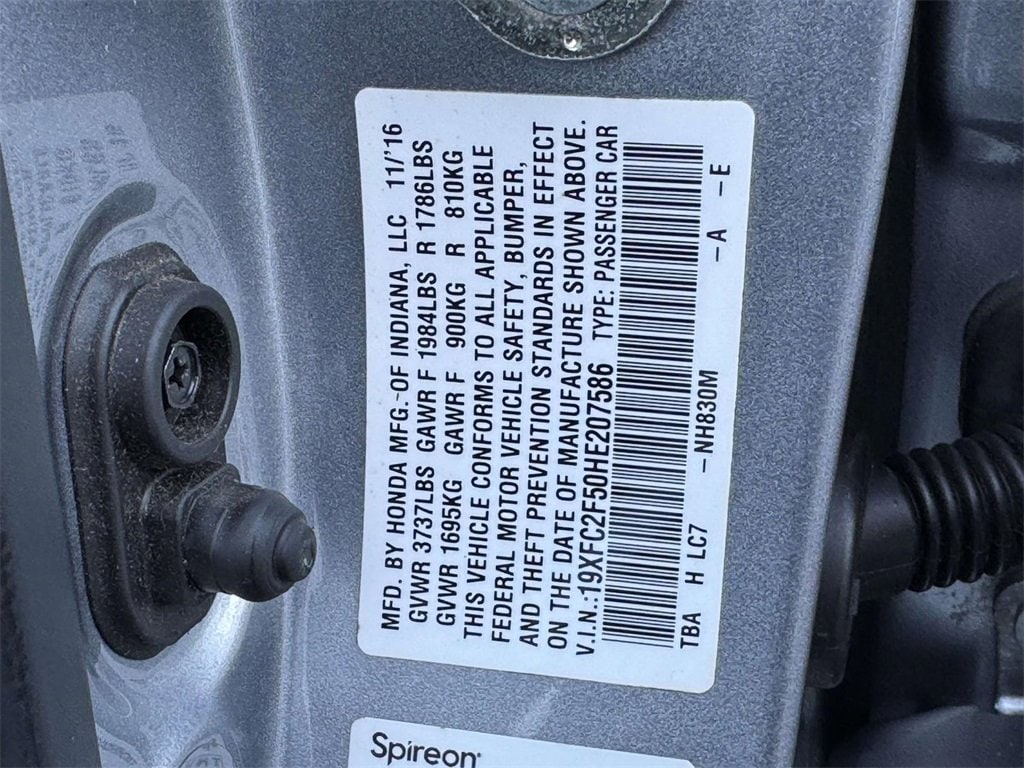 MFD. BY HONDA MFG. OF INDIANA, LLC 11/'16
GVWR 3737LBS GAWR F 1984LBS R 1786LBS
GVWR 1695KG GAWR F 900KG R 810KG
THIS VEHICLE CONFORMS TO ALL APPLICABLE
FEDERAL MOTOR VEHICLE SAFETY, BUMPER,
AND THEFT PREVENTION STANDARDS IN EFFECT
ON THE DATE OF MANUFACTURE SHOWN ABOVE.
V.I.N.:19XFC2F50HE207586 TYPE: PASSENGER CAR
TBA H LC7 -NH830M -A -E
Spireon